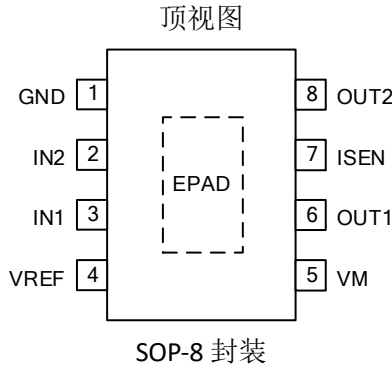 顶视图
GND 1 8 OUT2
IN2 2 7 ISEN
EPAD
IN1 3 6 OUT1
VREF 4 5 VM
SOP-8 封装